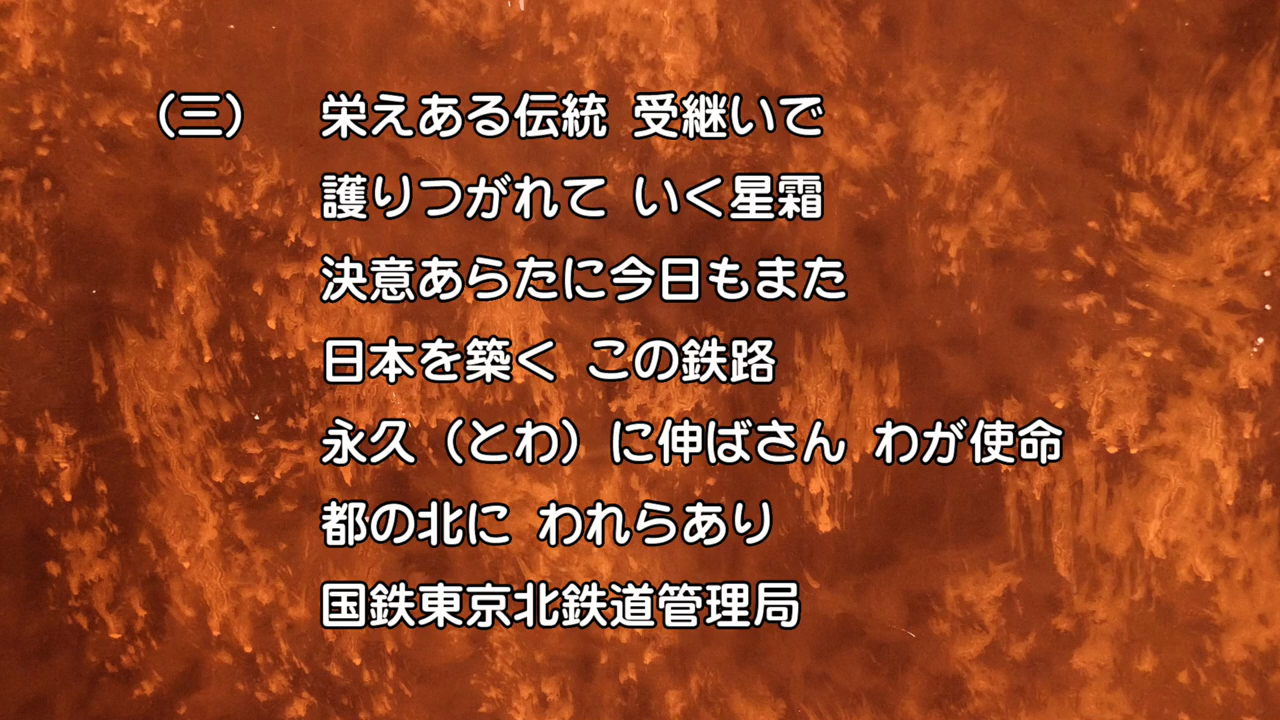 （三） 栄えある伝統 受継いで
護りつがれて いく星霜
決意あらたに今日もまた
日本を築く この鉄路
永久（とわ）に伸ばさん わが使命
都の北に われらあり
国鉄東京北鉄道管理局